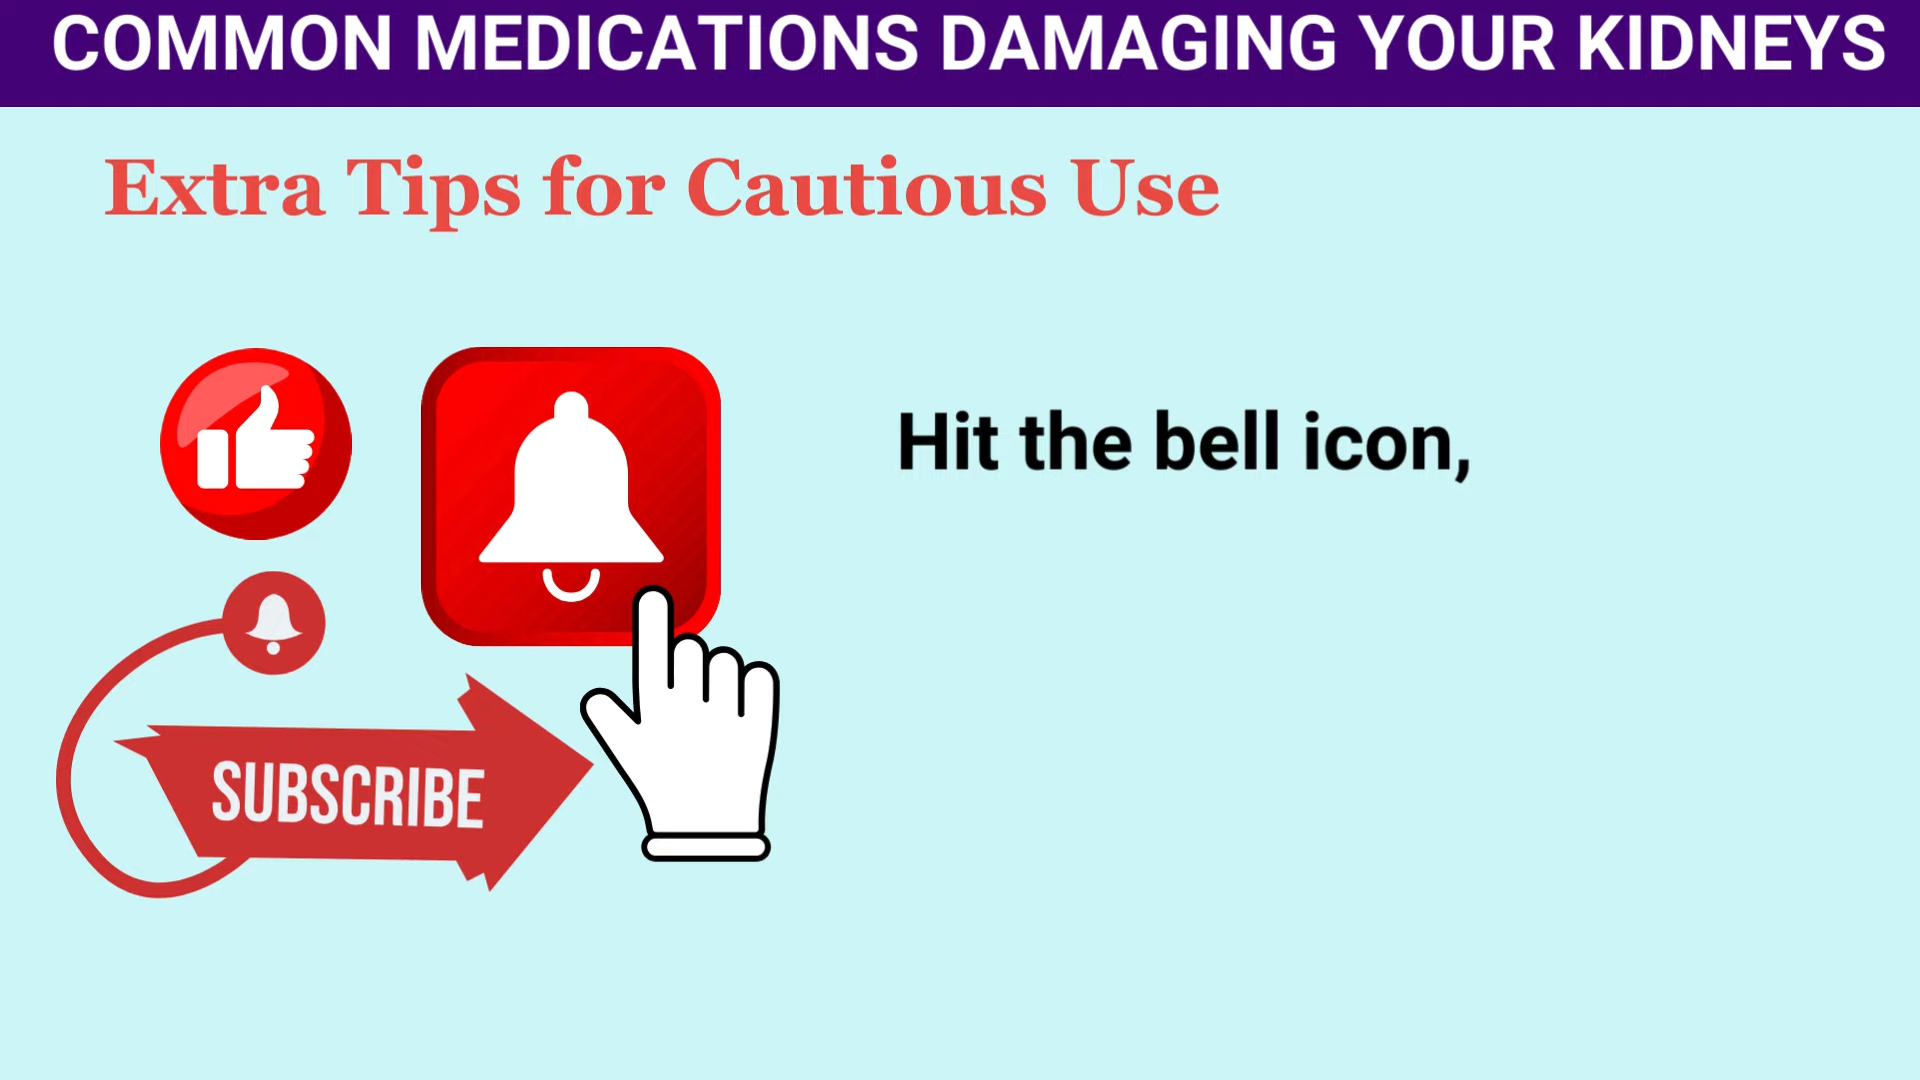 COMMON MEDICATIONS DAMAGING YOUR KIDNEYS
Extra Tips for Cautious Use
Hit the bell icon,
SUBSCRIBE